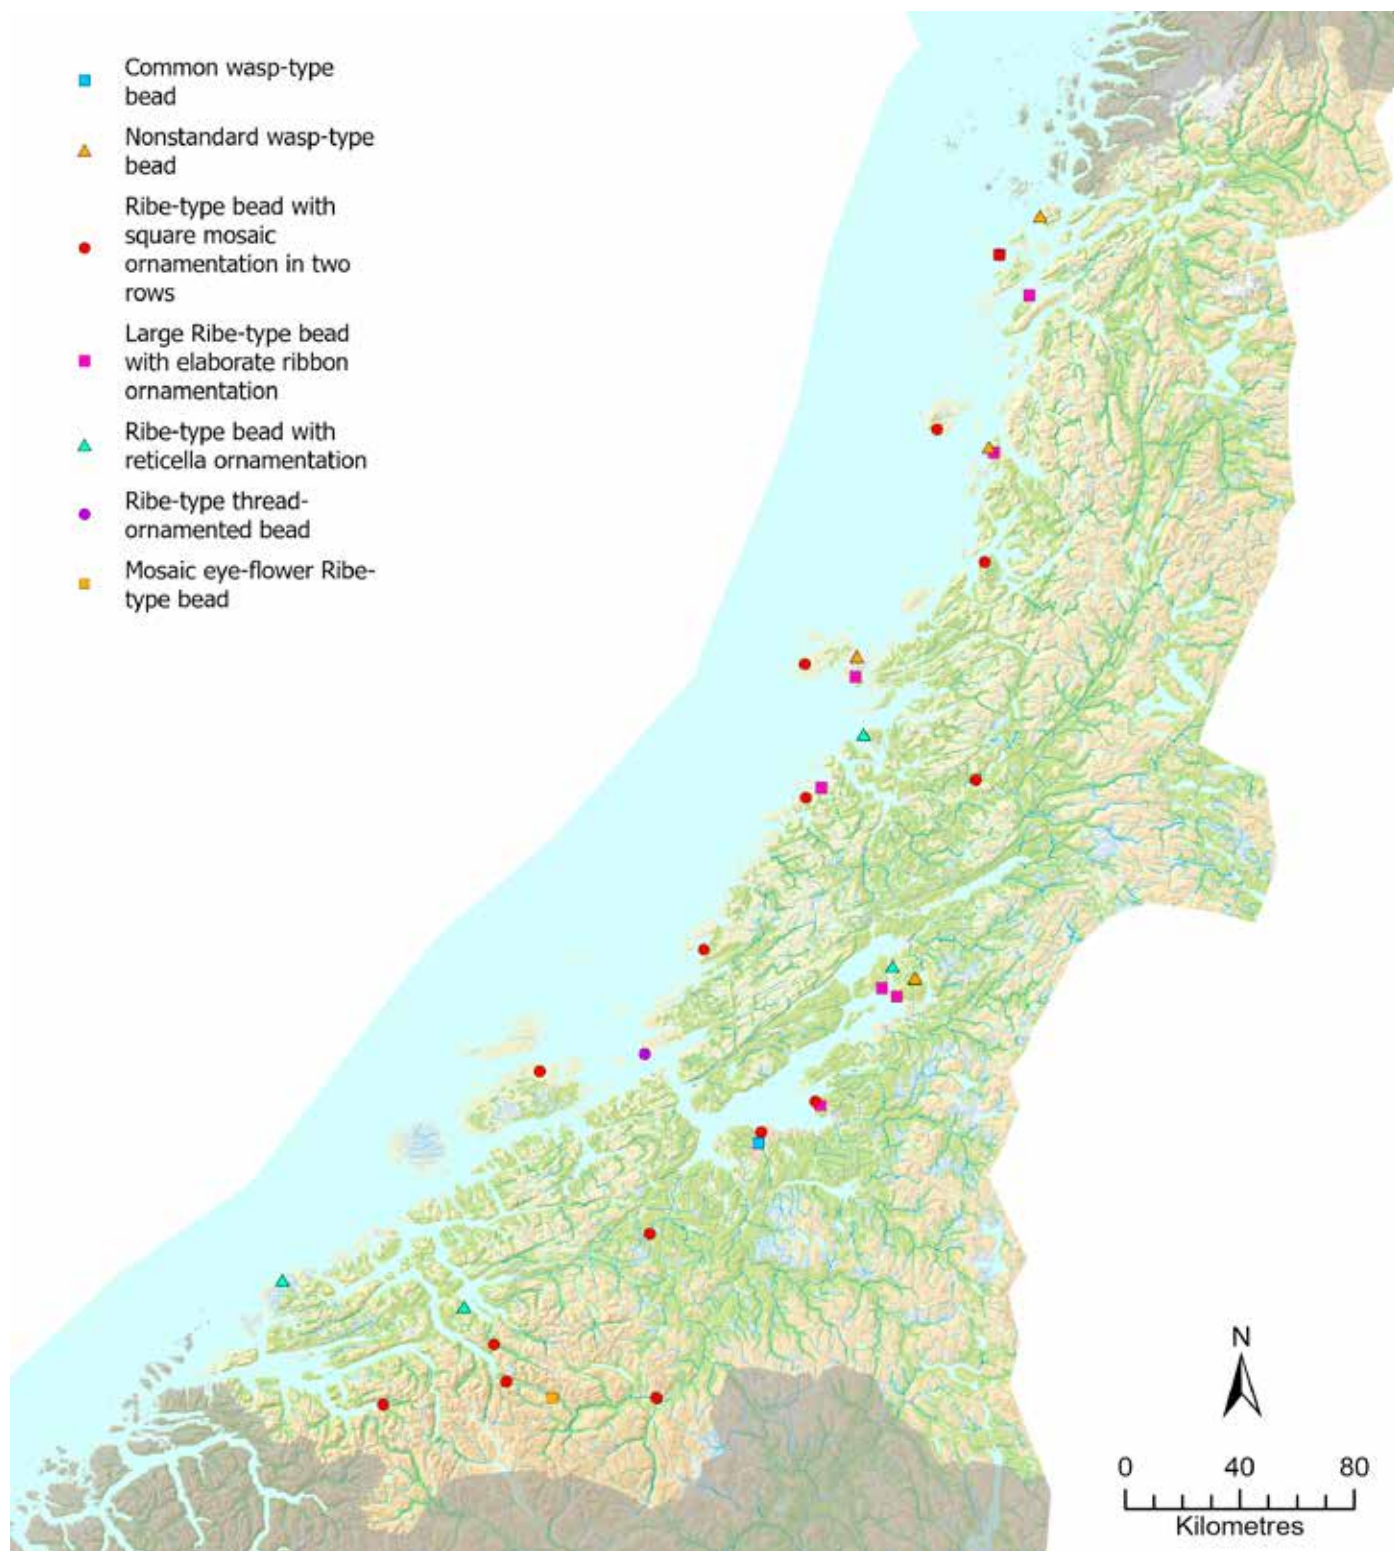 Common wasp-type
bead
Nonstandard wasp-type
bead
Ribe-type bead with
square mosaic
ornamentation in two
rows
Large Ribe-type bead
with elaborate ribbon
ornamentation
Ribe-type bead with
reticella ornamentation
Ribe-type thread-
ornamented bead
Mosaic eye-flower Ribe-
type bead
N
0 40 80
Kilometres